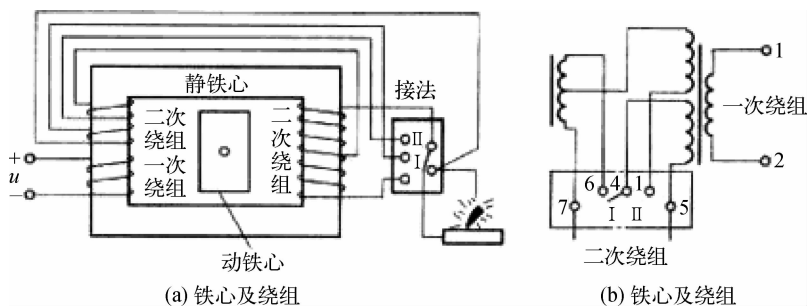 静铁心
接法
二次
绕组
一次
绕组
二次绕组
动铁心
+
u
−
II
I
(a) 铁心及绕组
1
一次绕组
2
6
4
1
7
I
II
5
二次绕组
(b) 铁心及绕组